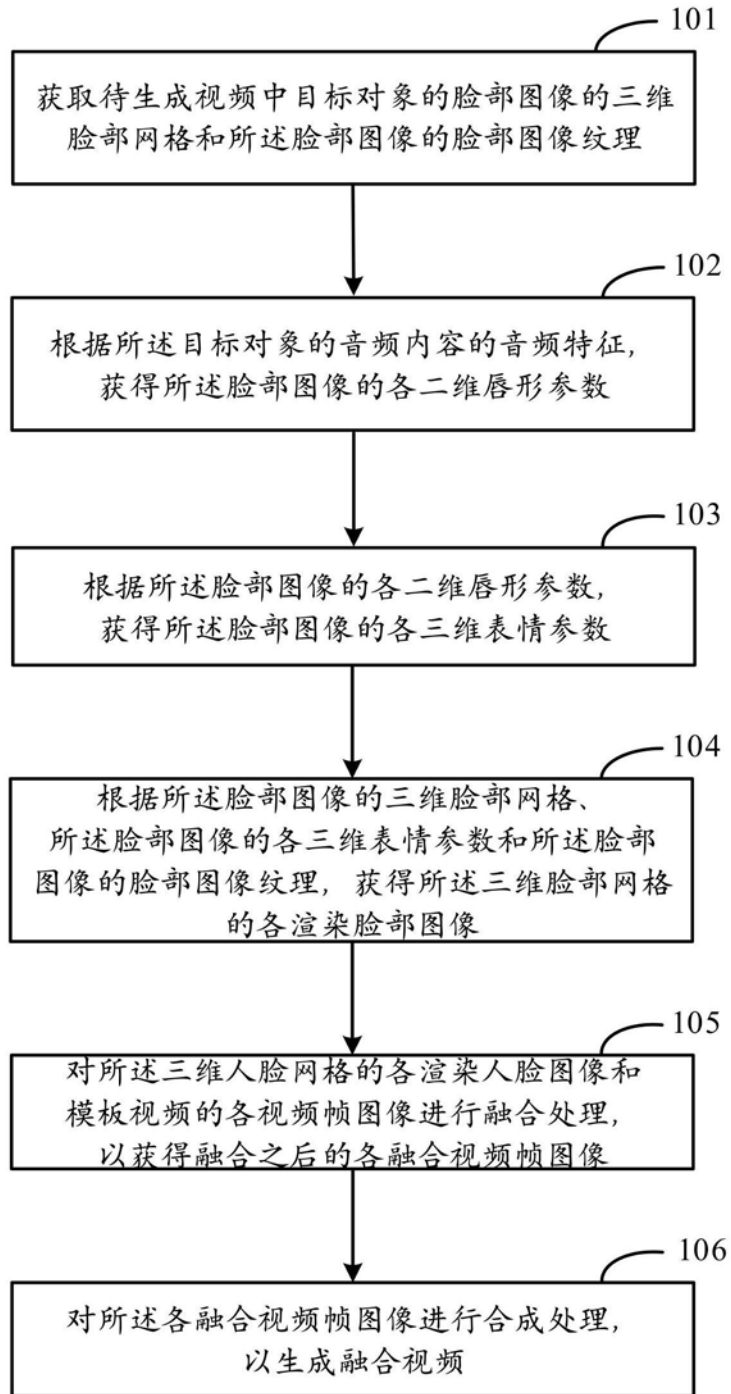 101
获取待生成视频中目标对象的脸部图像的三维
脸部网格和所述脸部图像的脸部图像纹理
102
根据所述目标对象的音频内容的音频特征,
获得所述脸部图像的各二维唇形参数
103
根据所述脸部图像的各二维唇形参数,
获得所述脸部图像的各三维表情参数
104
根据所述脸部图像的三维脸部网格、
所述脸部图像的各三维表情参数和所述脸部
图像的脸部图像纹理, 获得所述三维脸部网格
的各渲染脸部图像
105
对所述三维人脸网格的各渲染人脸图像和
模板视频的各视频帧图像进行融合处理,
以获得融合之后的各融合视频帧图像
106
对所述各融合视频帧图像进行合成处理,
以生成融合视频